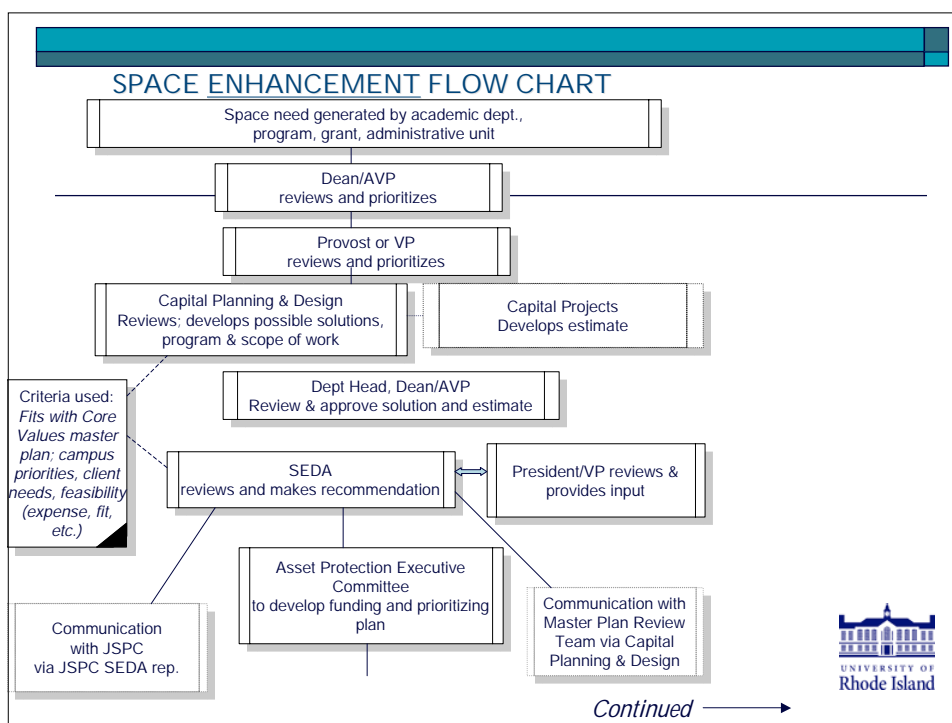 SPACE ENHANCEMENT FLOW CHART
Space need generated by academic dept.,
program, grant, administrative unit
Dean/AVP
reviews and prioritizes
Provost or VP
reviews and prioritizes
Capital Planning & Design
Reviews; develops possible solutions,
program & scope of work
Capital Projects
Develops estimate
Dept Head, Dean/AVP
Review & approve solution and estimate
Criteria used:
Fits with Core
Values master
plan; campus
priorities, client
needs, feasibility
(expense, fit,
etc.)
SEDA
reviews and makes recommendation
President/VP reviews &
provides input
Asset Protection Executive
Committee
to develop funding and prioritizing
plan
Communication
with JSPC
via JSPC SEDA rep.
Communication with
Master Plan Review
Team via Capital
Planning & Design
UNIVERSITY OF
Rhode Island
Continued